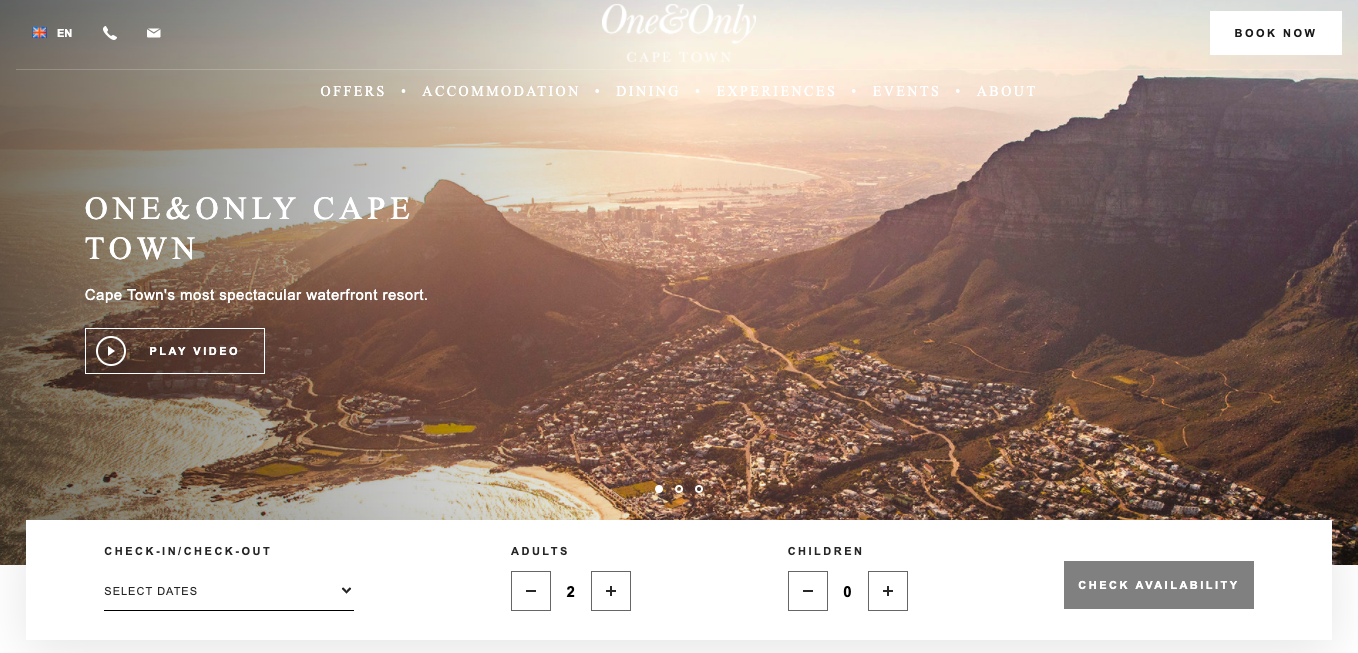 EN
One&Only
CAPE TOWN
BOOK NOW
OFFERS • ACCOMMODATION • DINING • EXPERIENCES • EVENTS • ABOUT
ONE&ONLY CAPE
TOWN
Cape Town's most spectacular waterfront resort.
PLAY VIDEO
CHECK-IN/CHECK-OUT
SELECT DATES
ADULTS
− 2 +
CHILDREN
− 0 +
CHECK AVAILABILITY